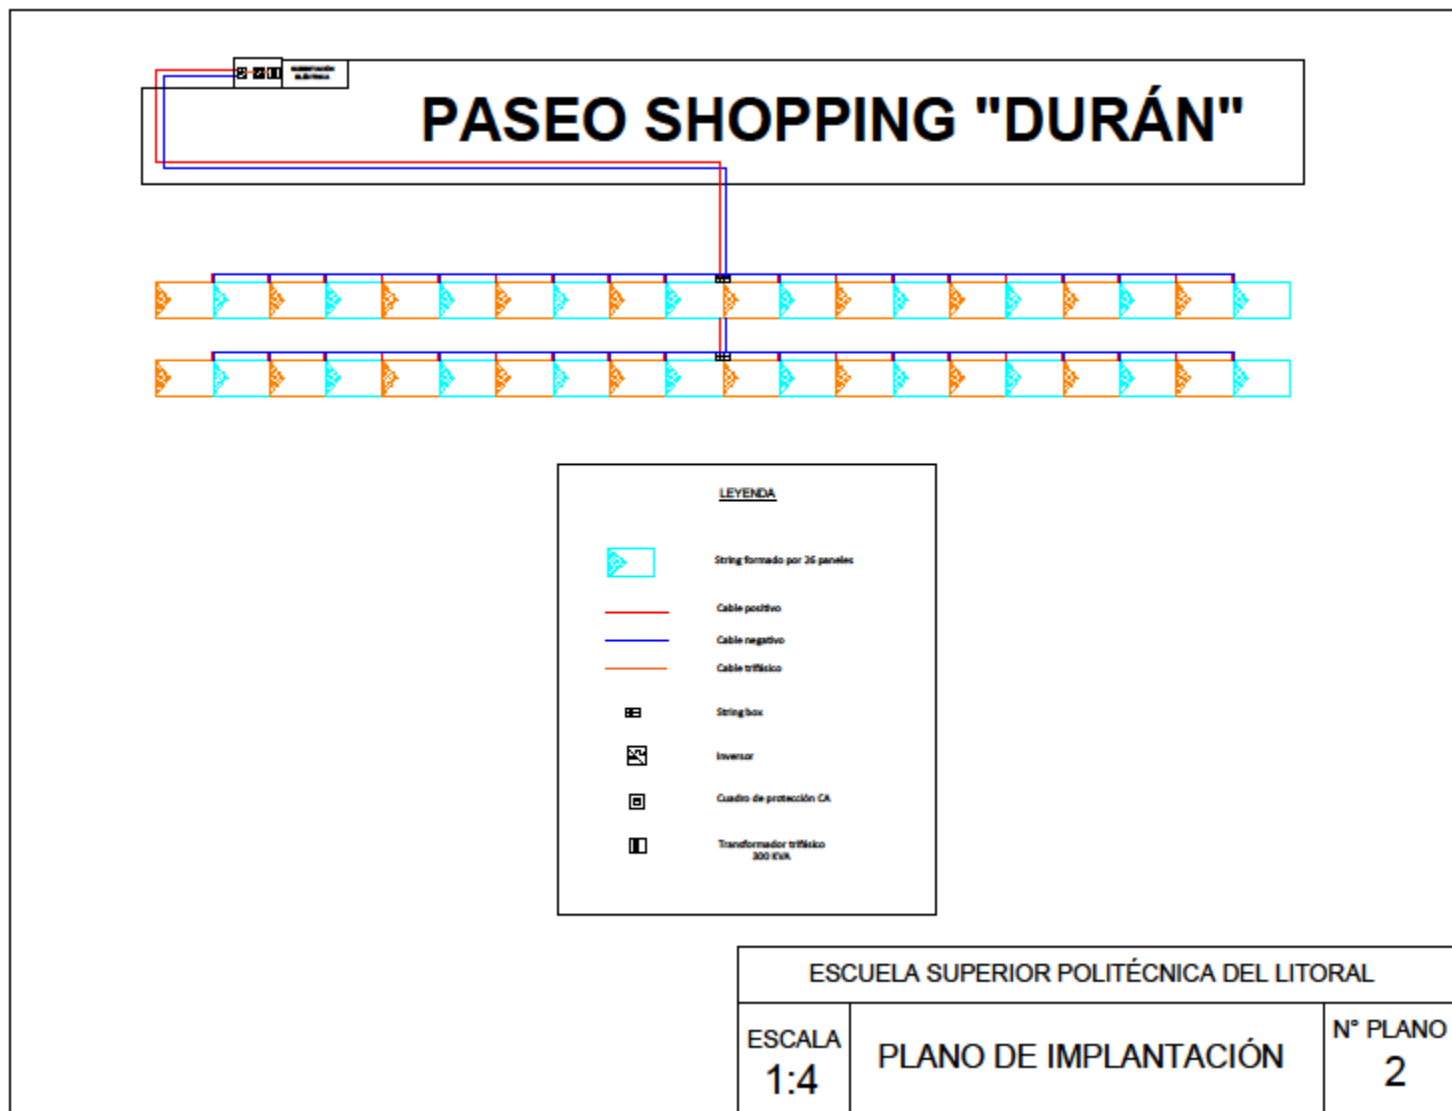 SUBESTACIÓN
ELÉCTRICA
PASEO SHOPPING "DURÁN"
LEYENDA
String formado por 26 paneles
Cable positivo
Cable negativo
Cable trifásico
String box
Inversor
Cuadro de protección CA
Transformador trifásico
300 KVA
ESCUELA SUPERIOR POLITÉCNICA DEL LITORAL
ESCALA
1:4
PLANO DE IMPLANTACIÓN
N° PLANO
2